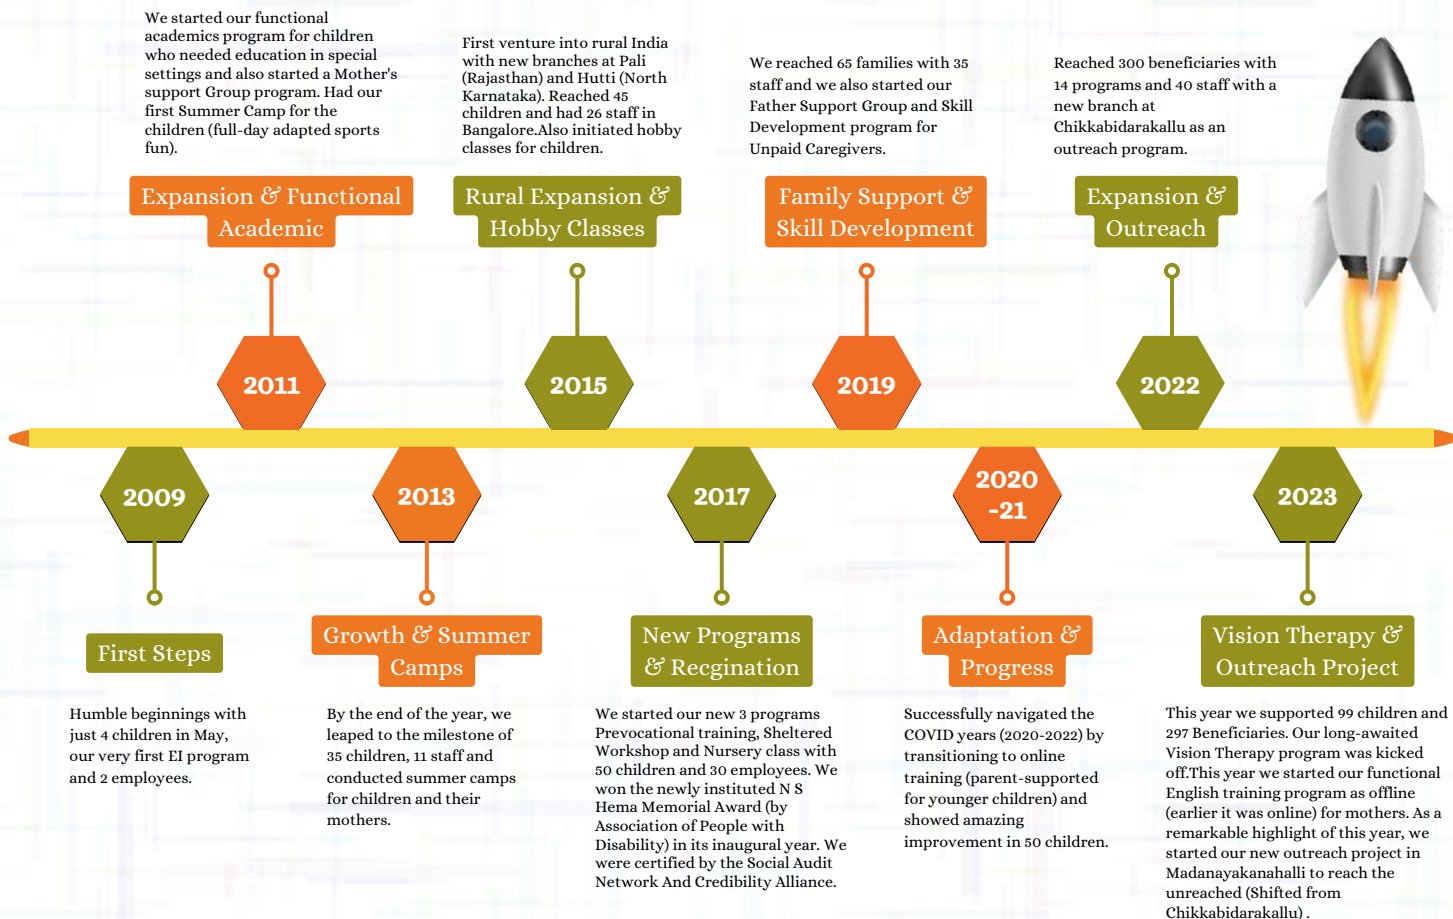 We started our functional
academics program for children
who needed education in special
settings and also started a Mother's
support Group program. Had our
first Summer Camp for the
children (full-day adapted sports
fun).
First venture into rural India
with new branches at Pali
(Rajasthan) and Hutti (North
Karnataka). Reached 45
children and had 26 staff in
Bangalore.Also initiated hobby
classes for children.
We reached 65 families with 35
staff and we also started our
Father Support Group and Skill
Development program for
Unpaid Caregivers.
Reached 300 beneficiaries with
14 programs and 40 staff with a
new branch at
Chikkabidarakallu as an
outreach program.
Expansion & Functional
Academic
Rural Expansion &
Hobby Classes
Family Support &
Skill Development
Expansion &
Outreach
2011
2015
2019
2022
2009
2013
2017
2020
-21
2023
First Steps
Growth & Summer
Camps
New Programs
& Recgination
Adaptation &
Progress
Vision Therapy &
Outreach Project
Humble beginnings with
just 4 children in May,
our very first EI program
and 2 employees.
By the end of the year, we
leaped to the milestone of
35 children, 11 staff and
conducted summer camps
for children and their
mothers.
We started our new 3 programs
Prevocational training, Sheltered
Workshop and Nursery class with
50 children and 30 employees. We
won the newly instituted N S
Hema Memorial Award (by
Association of People with
Disability) in its inaugural year. We
were certified by the Social Audit
Network And Credibility Alliance.
Successfully navigated the
COVID years (2020-2022) by
transitioning to online
training (parent-supported
for younger children) and
showed amazing
improvement in 50 children.
This year we supported 99 children and
297 Beneficiaries. Our long-awaited
Vision Therapy program was kicked
off.This year we started our functional
English training program as offline
(earlier it was online) for mothers. As a
remarkable highlight of this year, we
started our new outreach project in
Madanayakanahalli to reach the
unreached (Shifted from
Chikkabidarakallu) .